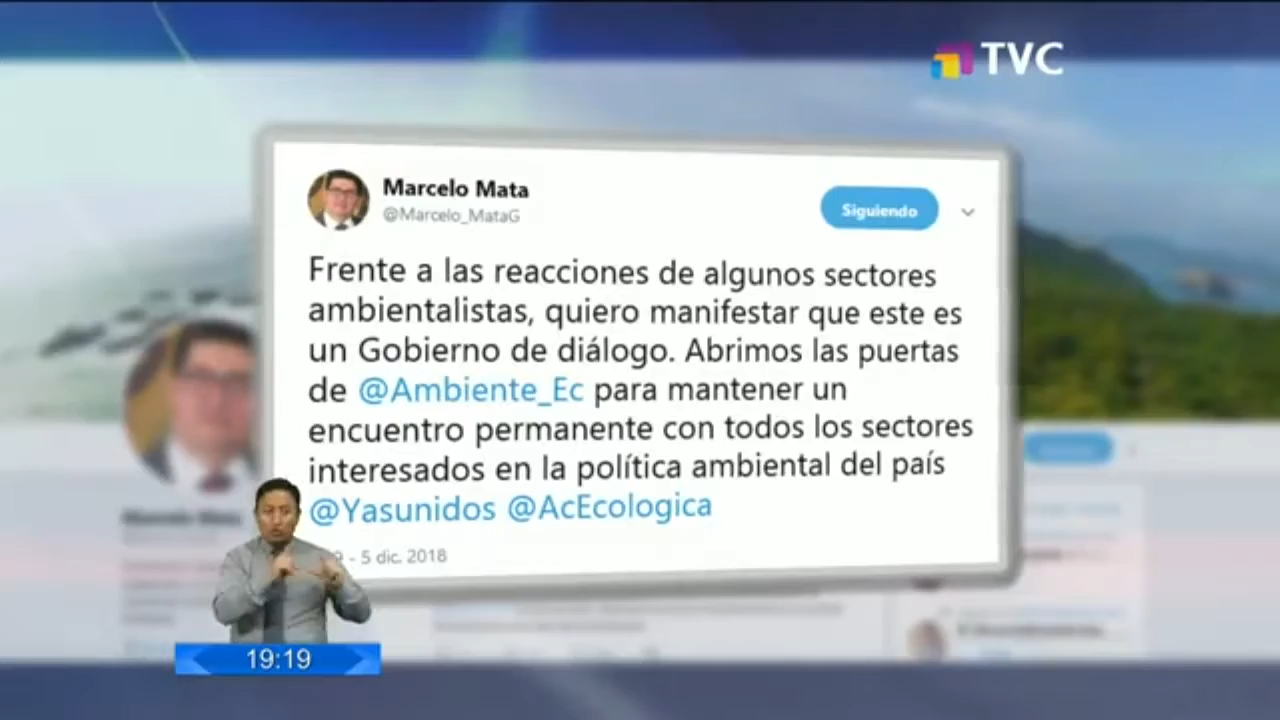 TVC
Marcelo Mata
@Marcelo_MataG
Siguiendo
Frente a las reacciones de algunos sectores
ambientalistas, quiero manifestar que este es
un Gobierno de diálogo. Abrimos las puertas
de @Ambiente_Ec para mantener un
encuentro permanente con todos los sectores
interesados en la política ambiental del país
@Yasunidos @AcEcologica
- 5 dic. 2018
Marcelo Mata
19:19